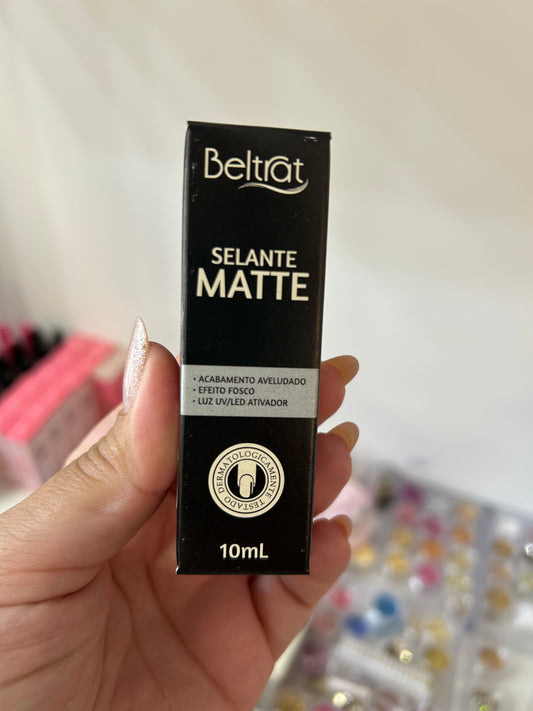 Beltrat
SELANTE
MATTE
• ACABAMENTO AVELUDADO
• EFEITO FOSCO
• LUZ UV/LED ATIVADOR
DERMATOLOGICAMENTE TESTADO
10mL